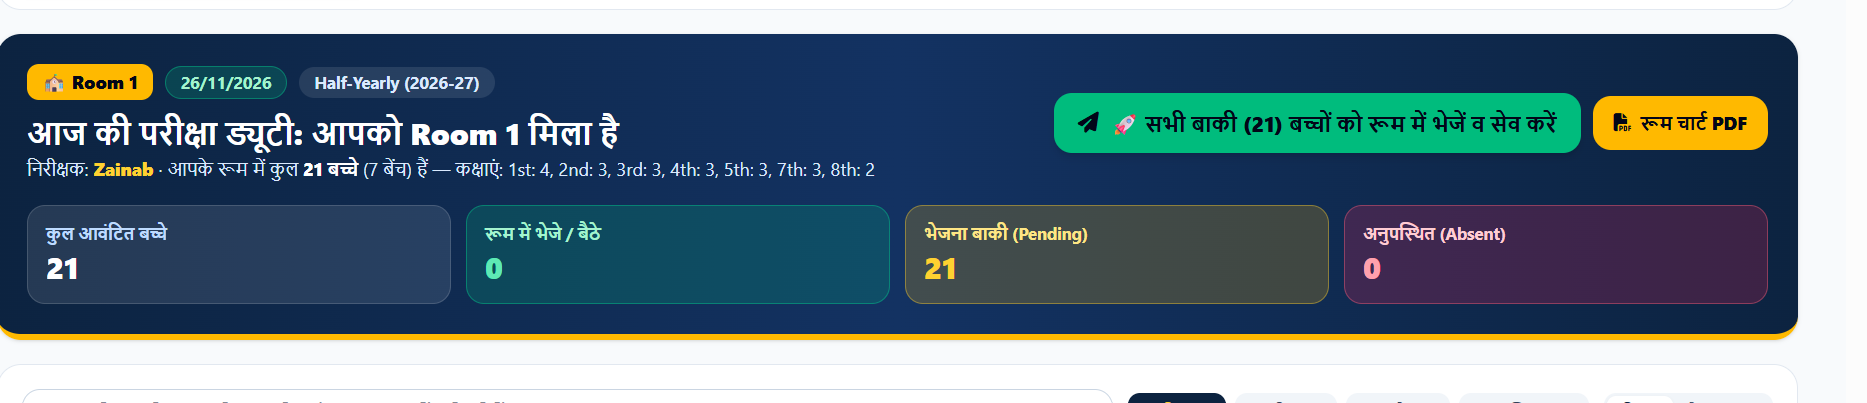 Room 1
26/11/2026
Half-Yearly (2026-27)
आज की परीक्षा ड्यूटी: आपको Room 1 मिला है
निरीक्षक: Zainab · आपके रूम में कुल 21 बच्चे (7 बेंच) हैं — कक्षाएं: 1st: 4, 2nd: 3, 3rd: 3, 4th: 3, 5th: 3, 7th: 3, 8th: 2
🚀 सभी बाकी (21) बच्चों को रूम में भेजें व सेव करें
रूम चार्ट PDF
कुल आवंटित बच्चे
21
रूम में भेजे / बैठे
0
भेजना बाकी (Pending)
21
अनुपस्थित (Absent)
0